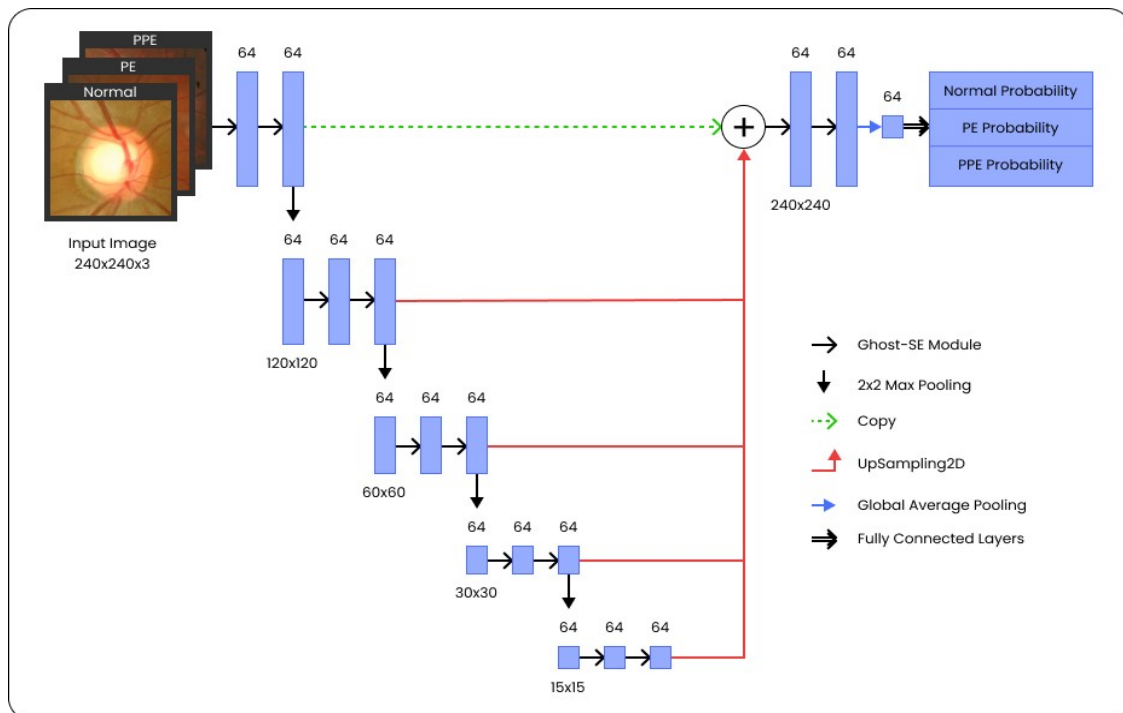 PPE
PE
Normal
Input Image
240x240x3
64
64
64
64
64
240x240
Normal Probability
PE Probability
PPE Probability
64
64
64
120x120
64
64
64
60x60
64
64
64
30x30
64
64
64
15x15
Ghost-SE Module
2x2 Max Pooling
Copy
UpSampling2D
Global Average Pooling
Fully Connected Layers